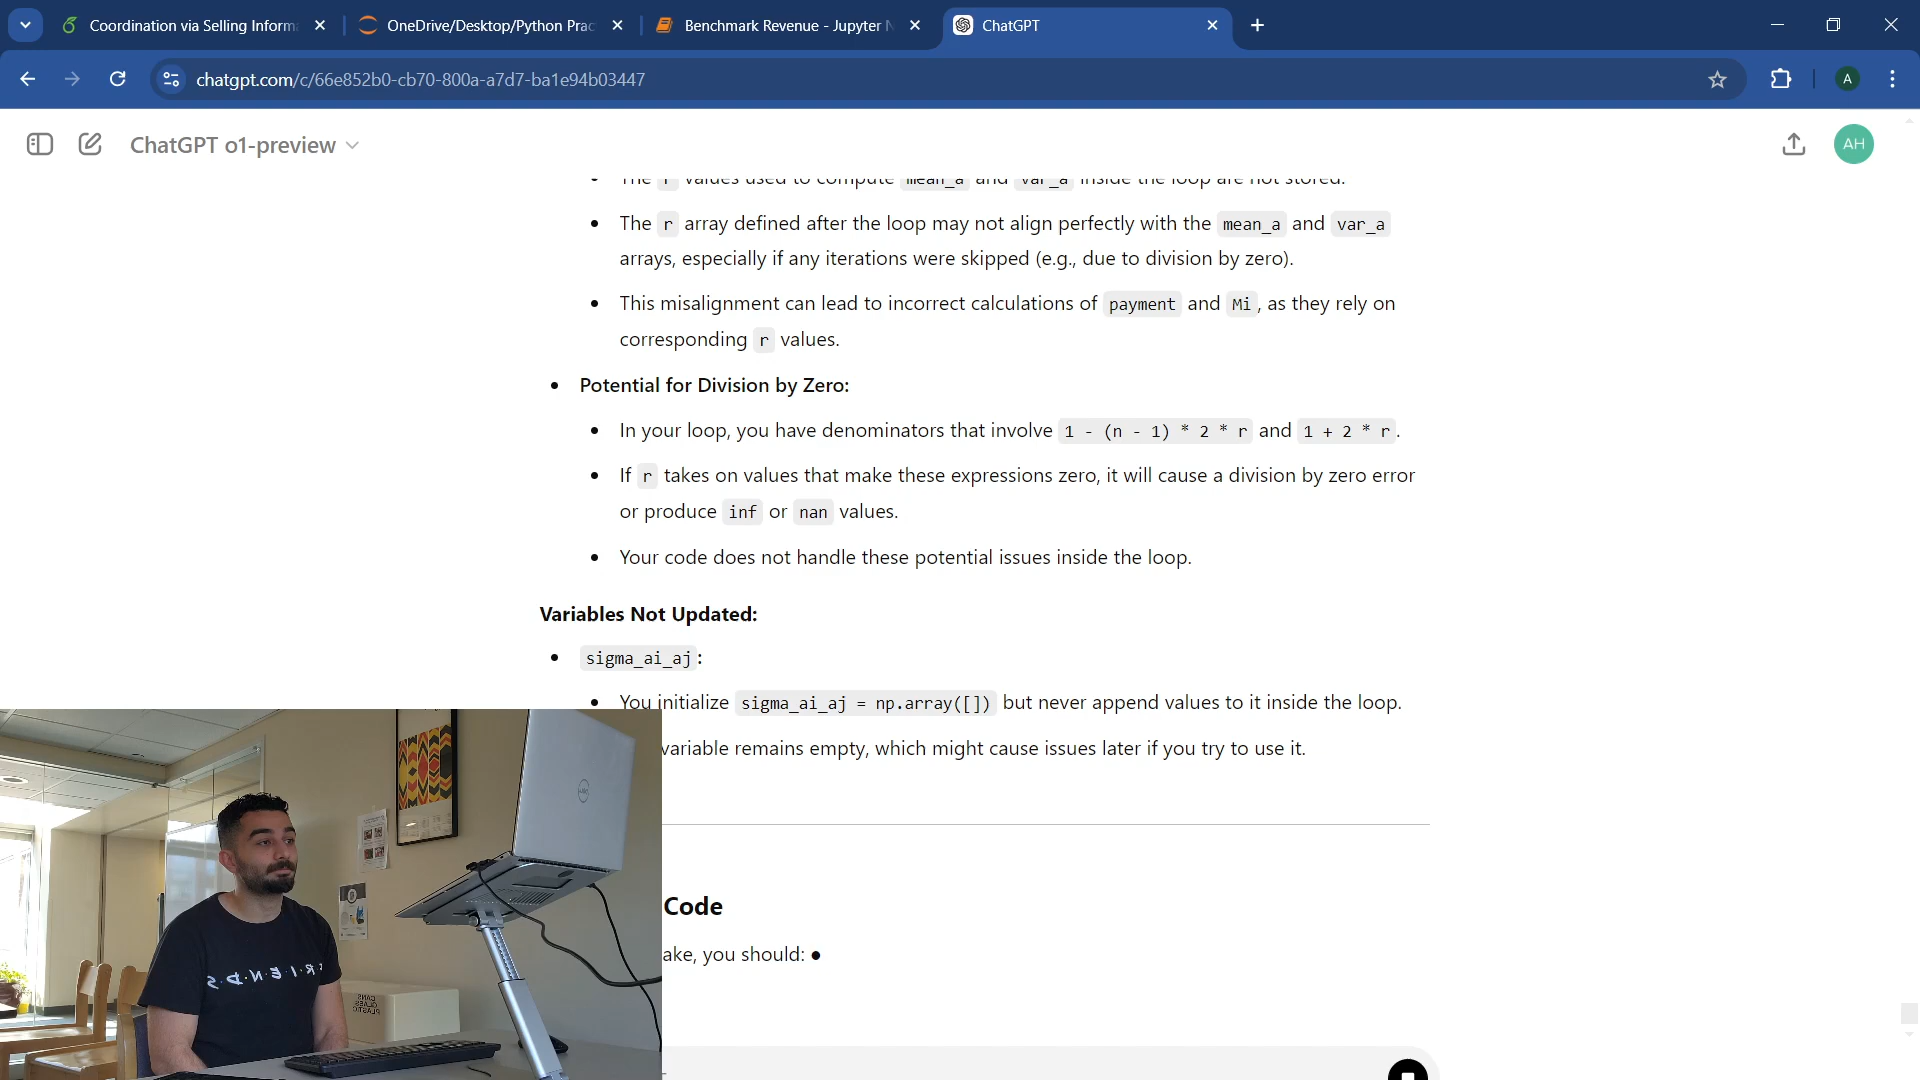 Coordination via Selling Inform
OneDrive/Desktop/Python Prac
Benchmark Revenue - Jupyter N
ChatGPT
chatgpt.com/c/66e852b0-cb70-800a-a7d7-ba1e94b03447
A
ChatGPT o1-preview
AH
The r values used to compute mean_a and var_a inside the loop are not stored.
The r array defined after the loop may not align perfectly with the mean_a and var_a
arrays, especially if any iterations were skipped (e.g., due to division by zero).
This misalignment can lead to incorrect calculations of payment and Mi, as they rely on
corresponding r values.
Potential for Division by Zero:
In your loop, you have denominators that involve 1 - (n - 1) * 2 * r and 1 + 2 * r.
If r takes on values that make these expressions zero, it will cause a division by zero error
or produce inf or nan values.
Your code does not handle these potential issues inside the loop.
Variables Not Updated:
sigma_ai_aj:
You initialize sigma_ai_aj = np.array([]) but never append values to it inside the loop.
variable remains empty, which might cause issues later if you try to use it.
Code
ake, you should:
F·R·I·E·N·D·S
CANS
GLASS
PLASTIC
DELL